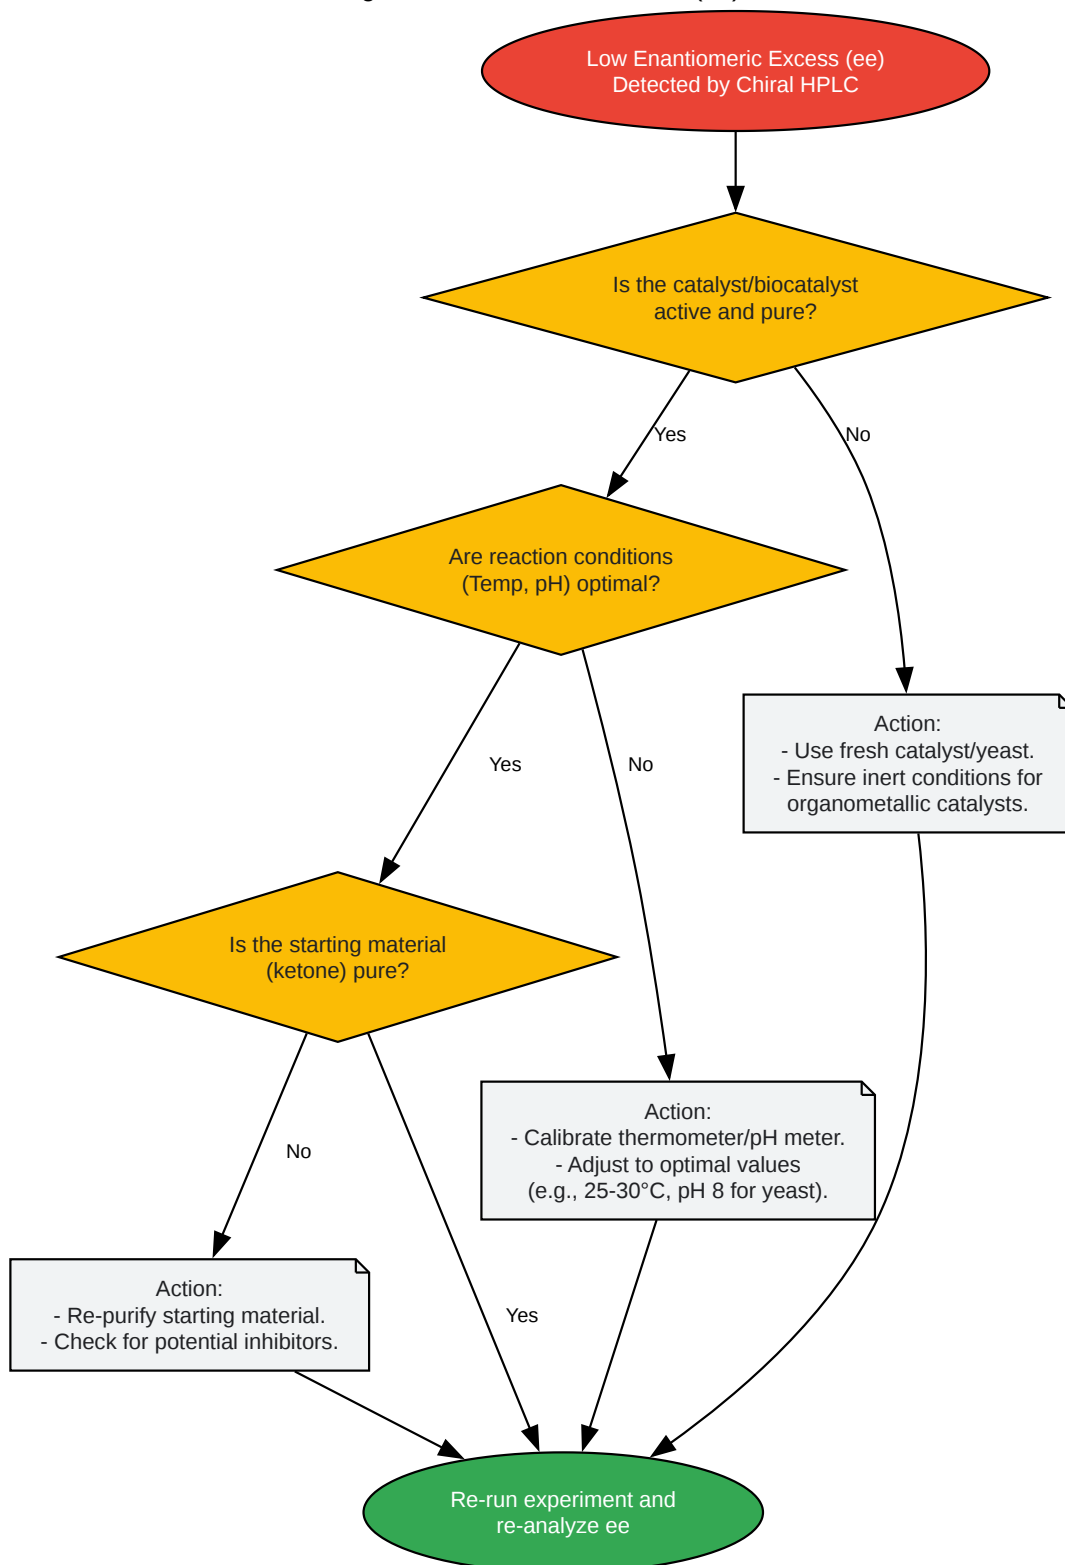 Low Enantiomeric Excess (ee)
Detected by Chiral HPLC
Is the catalyst/biocatalyst
active and pure?
Yes
No
Are reaction conditions
(Temp, pH) optimal?
Action:
- Use fresh catalyst/yeast.
- Ensure inert conditions for
organometallic catalysts.
Yes
No
Is the starting material
(ketone) pure?
Action:
- Calibrate thermometer/pH meter.
- Adjust to optimal values
(e.g., 25-30°C, pH 8 for yeast).
No
Action:
- Re-purify starting material.
- Check for potential inhibitors.
Yes
Re-run experiment and
re-analyze ee